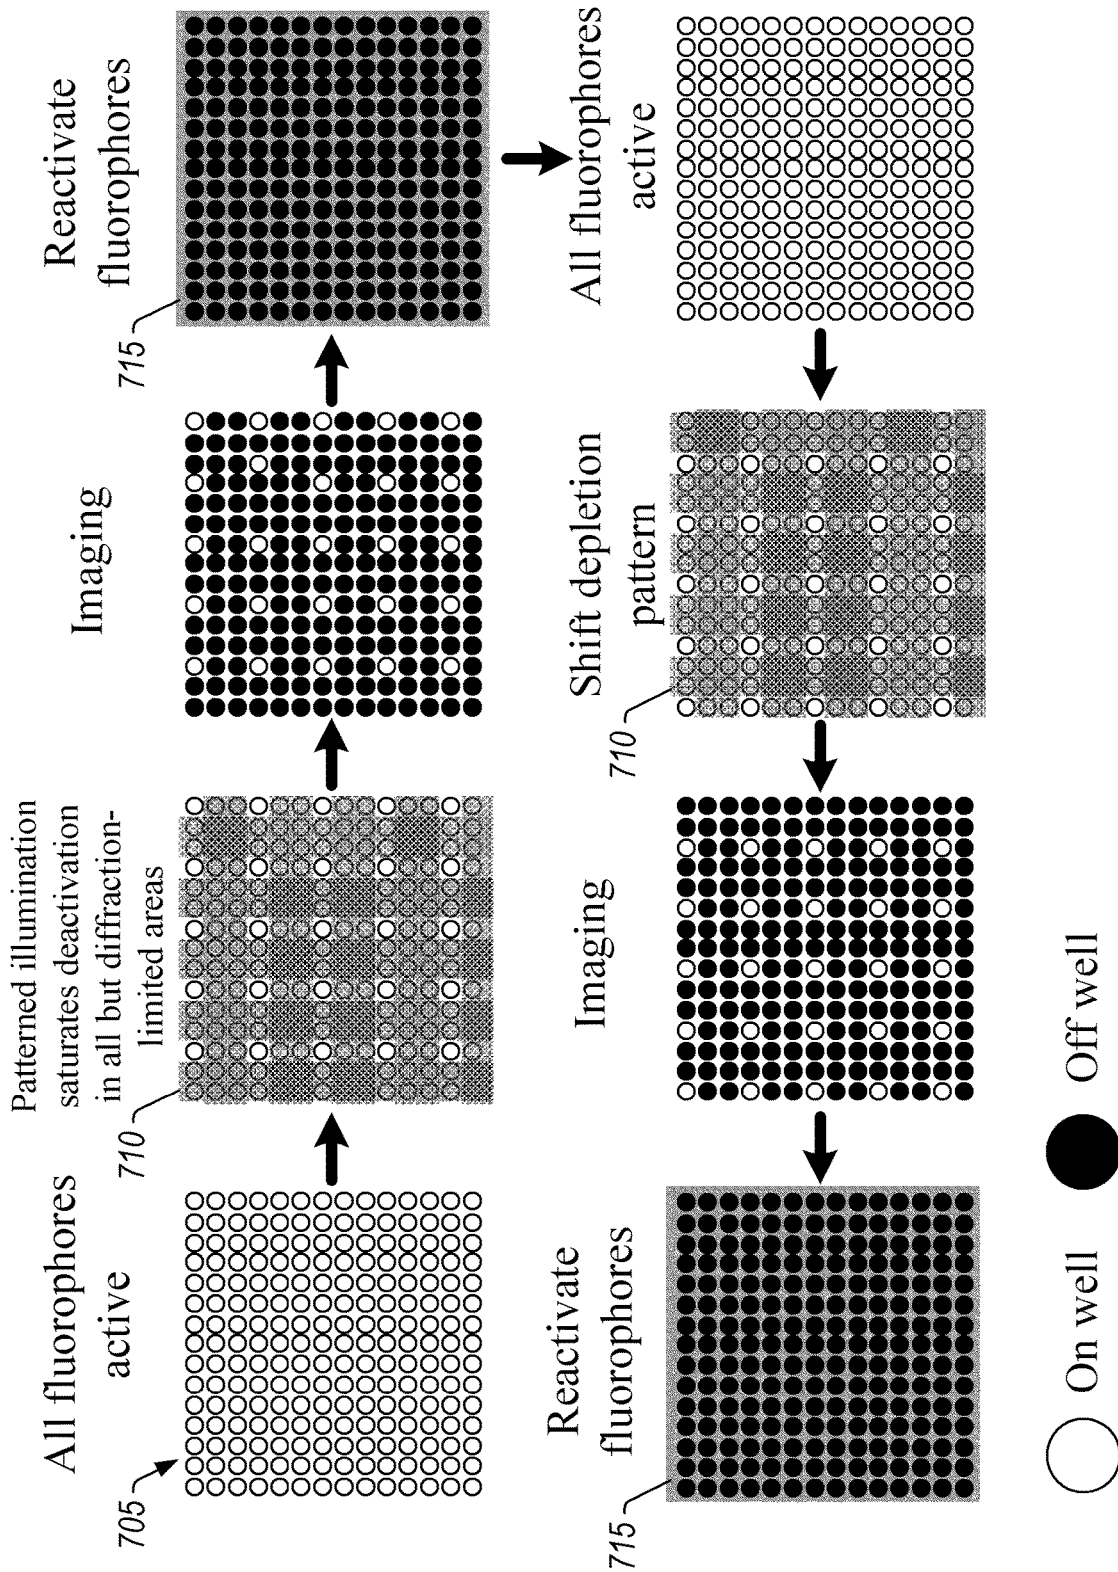 All fluorophores
active
705
Patterned illumination
saturates deactivation
in all but diffraction-
limited areas
710
Imaging
Reactivate
fluorophores
715
All fluorophores
active
Shift depletion
pattern
710
Imaging
Reactivate
fluorophores
715
On well
Off well